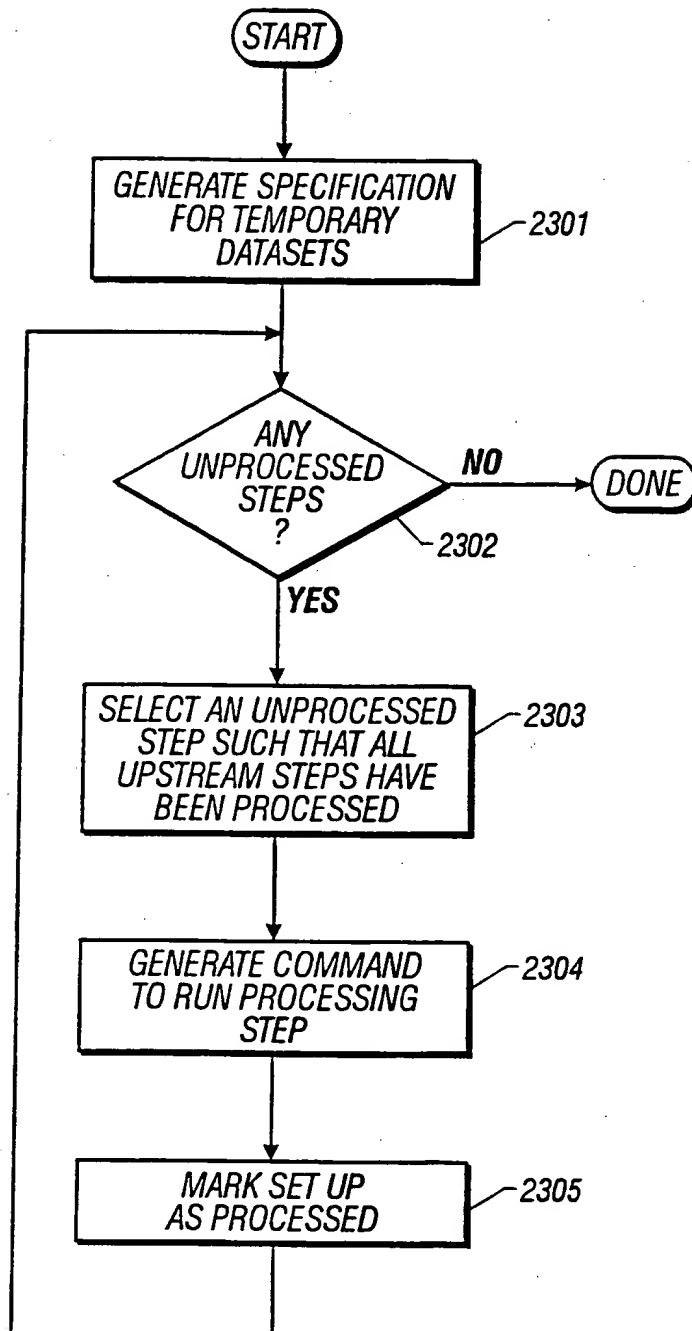 START
GENERATE SPECIFICATION
FOR TEMPORARY
DATASETS
2301
ANY
UNPROCESSED
STEPS
?
NO
DONE
2302
YES
SELECT AN UNPROCESSED
STEP SUCH THAT ALL
UPSTREAM STEPS HAVE
BEEN PROCESSED
2303
GENERATE COMMAND
TO RUN PROCESSING
STEP
2304
MARK SET UP
AS PROCESSED
2305